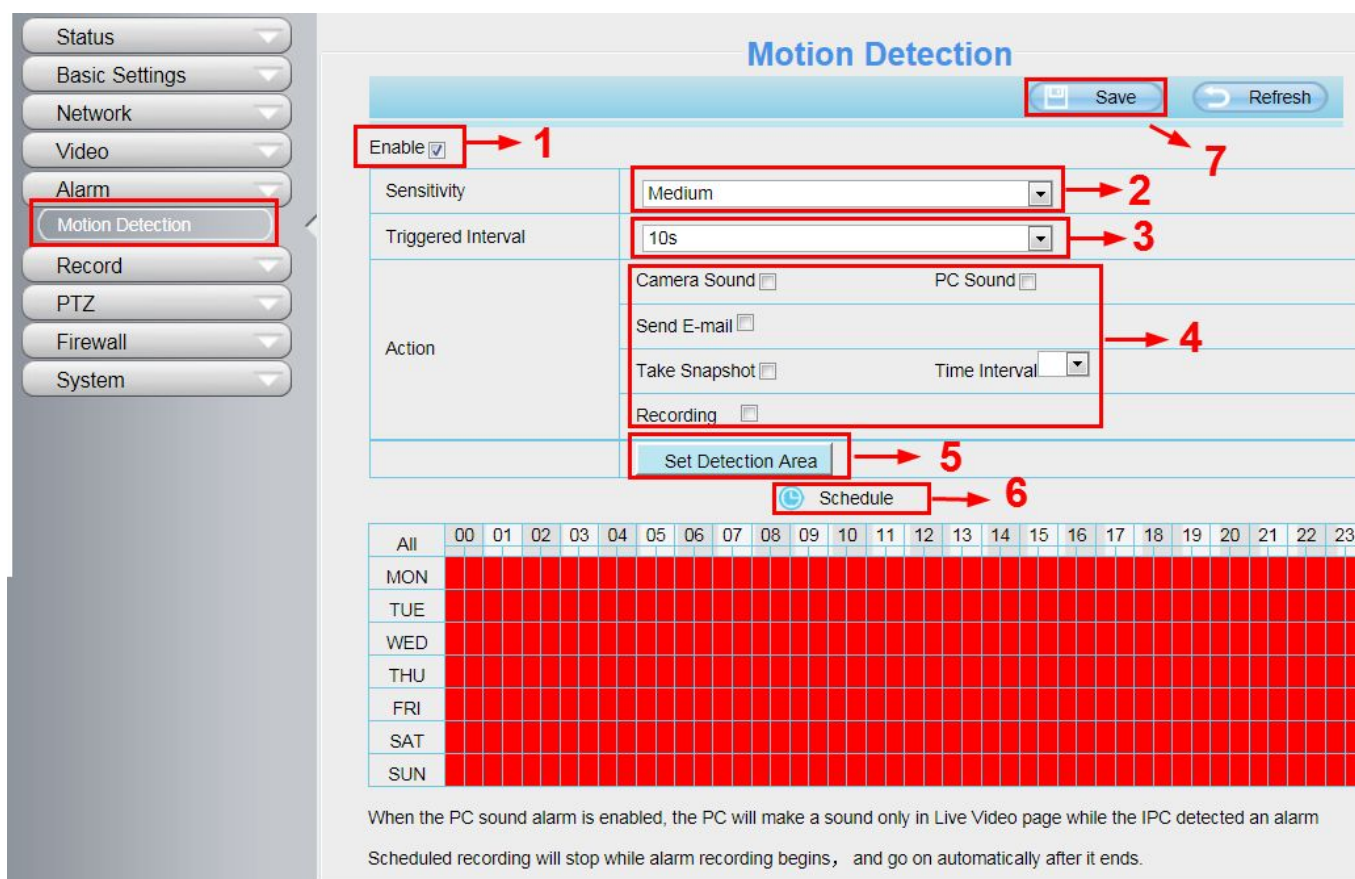 Status
Basic Settings
Network
Video
Alarm
Motion Detection
Record
PTZ
Firewall
System
Motion Detection
Save Refresh
7
Enable 1
Sensitivity Medium 2
Triggered Interval 10s 3
Action
Camera Sound PC Sound
Send E-mail
4
Take Snapshot Time Interval
Recording
Set Detection Area 5
Schedule 6
All 00 01 02 03 04 05 06 07 08 09 10 11 12 13 14 15 16 17 18 19 20 21 22 23
MON
TUE
WED
THU
FRI
SAT
SUN
When the PC sound alarm is enabled, the PC will make a sound only in Live Video page while the IPC detected an alarm
Scheduled recording will stop while alarm recording begins， and go on automatically after it ends.